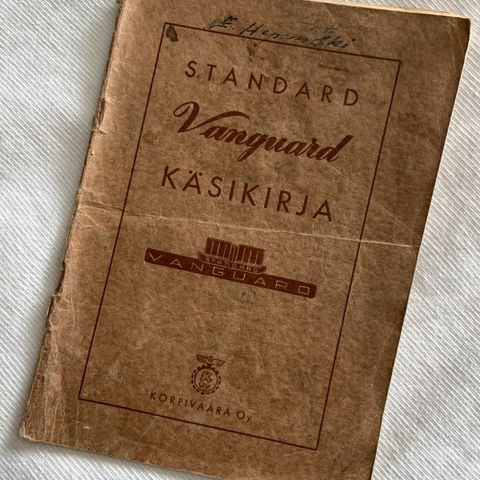 STANDARD
Vanguard
KÄSIKIRJA
STANDARD
VANGUARD
KORPIVAARA Oy